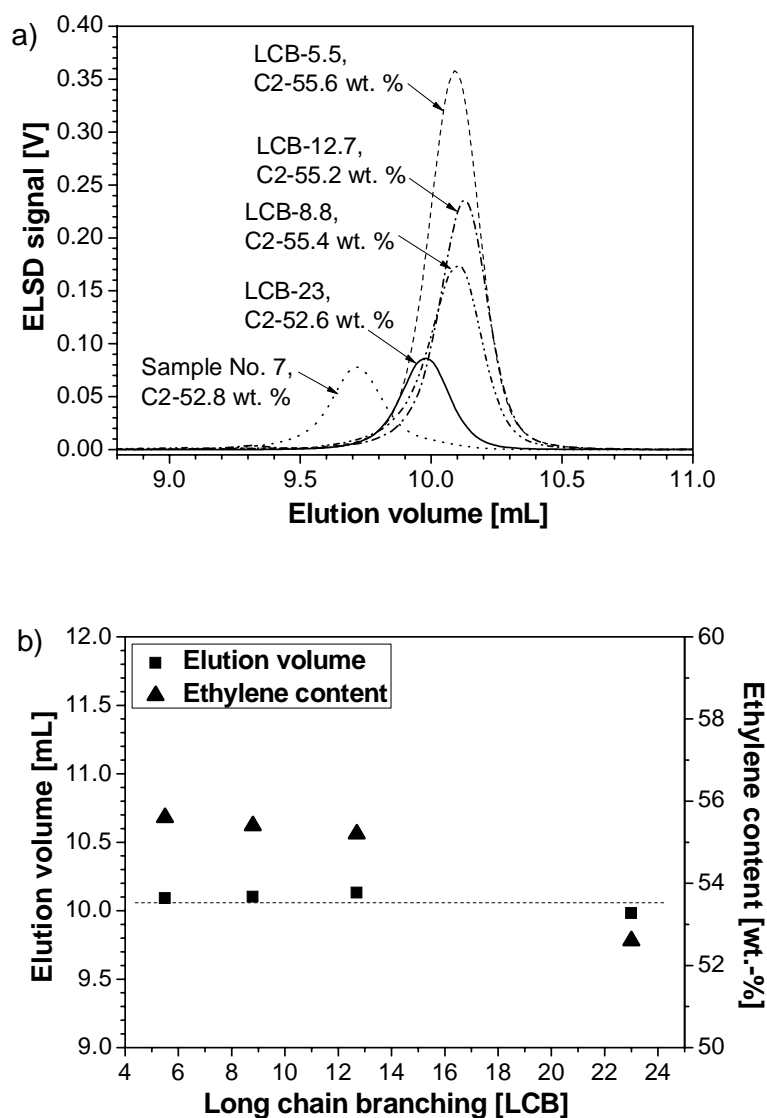 a)
0.40
0.35
0.30
0.25
0.20
0.15
0.10
0.05
0.00
ELSD signal [V]
LCB-5.5,
C2-55.6 wt. %
LCB-12.7,
C2-55.2 wt. %
LCB-8.8,
C2-55.4 wt. %
LCB-23,
C2-52.6 wt. %
Sample No. 7,
C2-52.8 wt. %
9.0 9.5 10.0 10.5 11.0
Elution volume [mL]
b)
12.0
11.5
11.0
10.5
10.0
9.5
9.0
Elution volume [mL]
Elution volume
Ethylene content
60
58
56
54
52
50
Ethylene content [wt.-%]
4 6 8 10 12 14 16 18 20 22 24
Long chain branching [LCB]